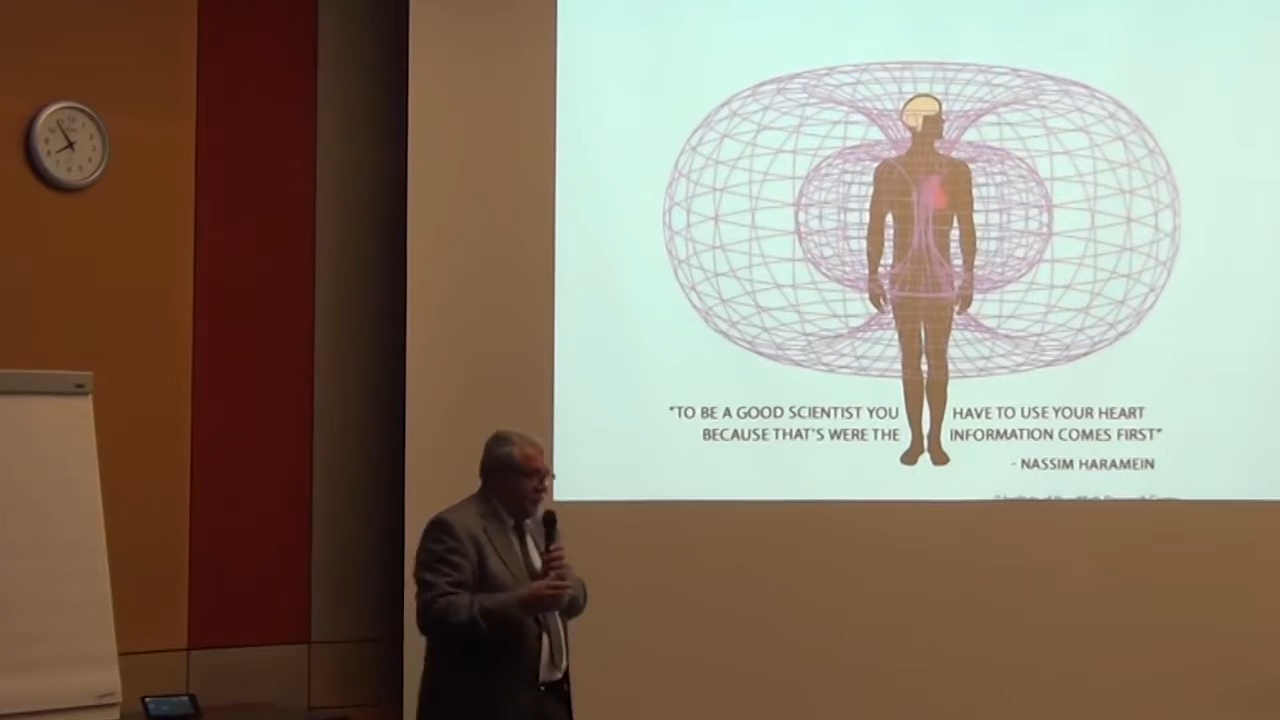 "TO BE A GOOD SCIENTIST YOU HAVE TO USE YOUR HEART
BECAUSE THAT'S WERE THE INFORMATION COMES FIRST"
- NASSIM HARAMEIN